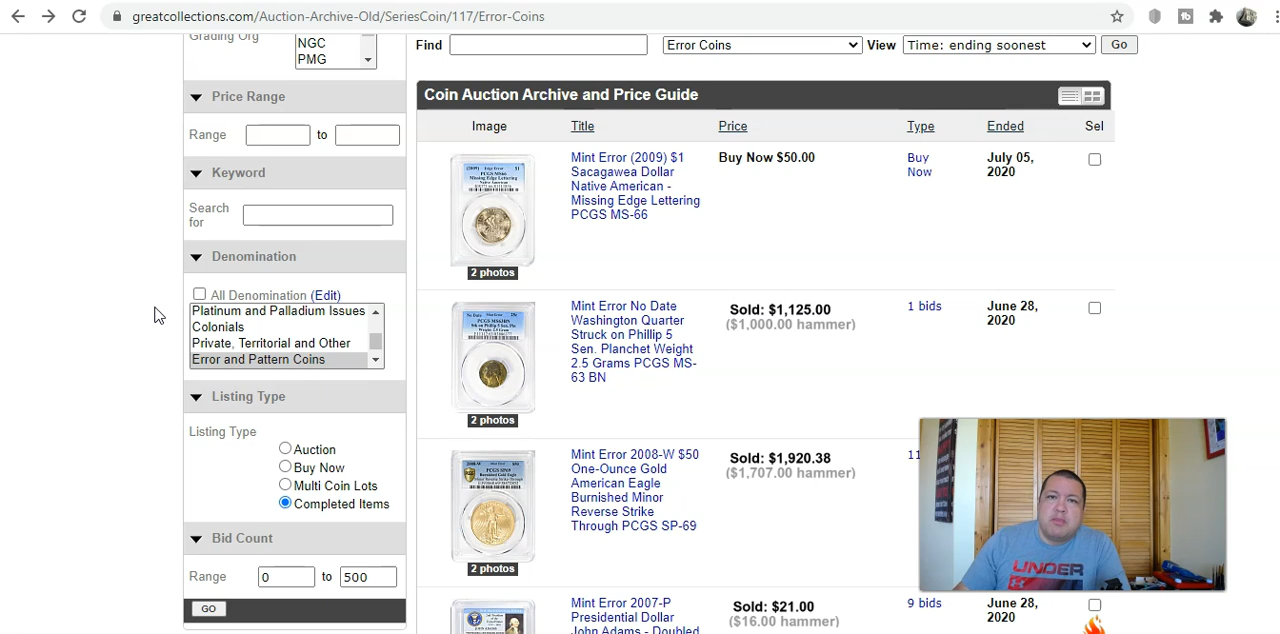 greatcollections.com/Auction-Archive-Old/SeriesCoin/117/Error-Coins
Grading Org
NGC
PMG
Find
Error Coins
View
Time: ending soonest
Go
Price Range
Range
to
Keyword
Search
for
Denomination
All Denomination (Edit)
Platinum and Palladium Issues
Colonials
Private, Territorial and Other
Error and Pattern Coins
Listing Type
Listing Type
Auction
Buy Now
Multi Coin Lots
Completed Items
Bid Count
Range
0
to
500
GO
Coin Auction Archive and Price Guide
Image
Title
Price
Type
Ended
Sel
2 photos
Mint Error (2009) $1
Sacagawea Dollar
Native American -
Missing Edge Lettering
PCGS MS-66
Buy Now $50.00
Buy
Now
July 05,
2020
2 photos
Mint Error No Date
Washington Quarter
Struck on Phillip 5
Sen. Planchet Weight
2.5 Grams PCGS MS-
63 BN
Sold: $1,125.00
($1,000.00 hammer)
1 bids
June 28,
2020
2 photos
Mint Error 2008-W $50
One-Ounce Gold
American Eagle
Burnished Minor
Reverse Strike
Through PCGS SP-69
Sold: $1,920.38
($1,707.00 hammer)
11
Mint Error 2007-P
Presidential Dollar
John Adams - Doubled
Sold: $21.00
($16.00 hammer)
9 bids
June 28,
2020
UNDER